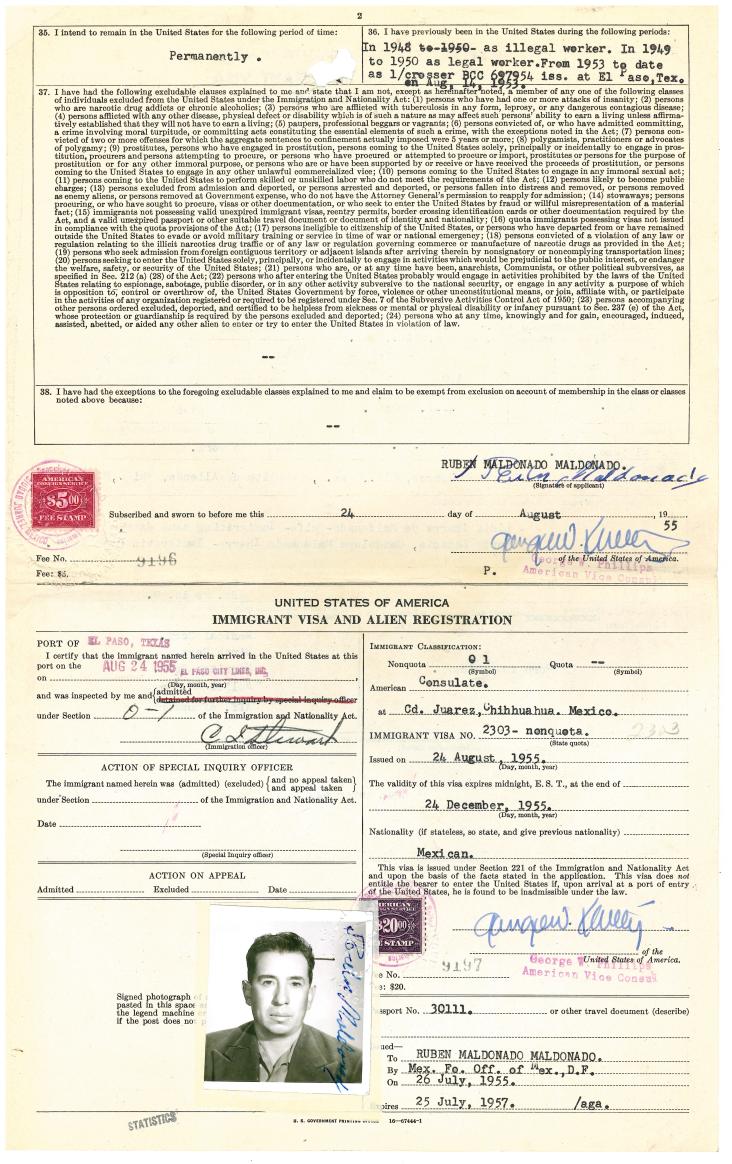 2
35. I intend to remain in the United States for the following period of time:
Permanently .
36. I have previously been in the United States during the following periods:
In 1948 to-1950- as illegal worker. In 1949
to 1950 as legal worker.From 1953 to date
as l/crosser BCC 697954 iss. at El Paso,Tex.
on Aug, 14, 1953.
37. I have had the following excludable clauses explained to me and state that I am not, except as hereinafter noted, a member of any one of the following classes
of individuals excluded from the United States under the Immigration and Nationality Act: (1) persons who have had one or more attacks of insanity; (2) persons
who are narcotic drug addicts or chronic alcoholics; (3) persons who are afflicted with tuberculosis in any form, leprosy, or any dangerous contagious disease;
(4) persons afflicted with any other disease, physical defect or disability which is of such a nature as may affect such persons' ability to earn a living unless affirma-
tively established that they will not have to earn a living; (5) paupers, professional beggars or vagrants; (6) persons convicted of, or who have admitted committing,
a crime involving moral turpitude, or committing acts constituting the essential elements of such a crime, with the exceptions noted in the Act; (7) persons con-
victed of two or more offenses for which the aggregate sentences to confinement actually imposed were 5 years or more; (8) polygamists, practitioners or advocates
of polygamy; (9) prostitutes, persons who have engaged in prostitution, persons coming to the United States solely, principally or incidentally to engage in pros-
titution, procurers and persons attempting to procure, or persons who have procured or attempted to procure or import, prostitutes or persons for the purpose of
prostitution or for any other immoral purpose, or persons who are or have been supported by or receive or have received the proceeds of prostitution, or persons
coming to the United States to engage in any other unlawful commercialized vice; (10) persons coming to engage in any immoral sexual act;
(11) persons coming to the United States to perform skilled or unskilled labor who do not meet the requirements of the Act; (12) persons likely to become public
charges; (13) persons excluded from admission and deported, or persons arrested and deported, or persons fallen into distress and removed, or persons removed
as enemy aliens, or persons removed at Government expense, who do not have the Attorney General's permission to reapply for admission; (14) stowaways; persons
procuring, or who have sought to procure, visas or other documentation, or who seek to enter the United States by fraud or willful misrepresentation of a material
fact; (15) immigrants not possessing valid unexpired immigrant visas, reentry permits, border crossing identification cards or other documentation required by the
Act, and a valid unexpired passport or other suitable travel document or document of identity and nationality; (16) quota immigrants possessing visas not issued
in compliance with the quota provisions of the Act; (17) persons ineligible to citizenship of the United States, or persons who have departed from or have remained
outside the United States to evade or avoid military training or service in time of war or national emergency; (18) persons convicted of a violation of any law or
regulation relating to the illicit narcotics drug traffic or of any law or regulation governing commerce or manufacture of narcotic drugs as provided in the Act;
(19) persons who seek admission from foreign contiguous territory or adjacent islands after arriving therein by nonsignatory or noncomplying transportation lines;
(20) persons seeking to enter the United States solely, principally, or incidentally to engage in activities which would be prejudicial to the public interest, or endanger
the welfare, safety, or security of the United States; (21) persons who are, or at any time have been, anarchists, Communists, or other political subversives, as
specified in Sec. 212 (a) (28) of the Act; (22) persons who after entering the United States probably would engage in activities prohibited by the laws of the United
States relating to espionage, sabotage, public disorder, or in any other activity subversive to the national security, or engage in any activity a purpose of which
is opposition to, control or overthrow of, the United States Government by force, violence or other unconstitutional means, or join, affiliate with, or participate
in the activities of any organization registered or required to be registered under Sec. 7 of the Subversive Activities Control Act of 1950; (23) persons accompanying
other persons ordered excluded, deported, and certified to be helpless from sickness or mental or physical disability or infancy pursuant to Sec. 237 (e) of the Act,
whose protection or guardianship is required by the persons excluded and deported; (24) persons who at any time, knowingly and for gain, encouraged, induced,
assisted, abetted, or aided any other alien to enter or try to enter the United States in violation of law.
--
38. I have had the exceptions to the foregoing excludable classes explained to me and claim to be exempt from exclusion on account of membership in the class or classes
noted above because:
--
RUBEN MALDONADO MALDONADO.
Ruben Maldonado
(Signature of applicant)
AMERICAN
FOREIGN SERVICE
$5.00
FEE STAMP
Subscribed and sworn to before me this 24 day of August , 19
55
Fee No. 9196
Fee: $5.
of the United States of America.
P. George W. Phillips
American Vice Consul
UNITED STATES OF AMERICA
IMMIGRANT VISA AND ALIEN REGISTRATION
PORT OF EL PASO, TEXAS
I certify that the immigrant named herein arrived in the United States at this
port on the AUG 24 1955 EL PASO CITY LINES, INC.
on
(Day, month, year)
and was inspected by me and {admitted
detained for further inquiry by special inquiry officer
under Section O-1 of the Immigration and Nationality Act.
C S Stewart
(Immigration officer)
ACTION OF SPECIAL INQUIRY OFFICER
The immigrant named herein was (admitted) (excluded) {and no appeal taken}
{and appeal taken}
under Section of the Immigration and Nationality Act.
Date
(Special Inquiry officer)
ACTION ON APPEAL
Admitted Excluded Date
Signed photograph of
pasted in this space
the legend machine
if the post does not
Ruben Maldonado
STATISTICS
IMMIGRANT CLASSIFICATION:
Nonquota O 1 Quota --
(Symbol) (Symbol)
American Consulate.
at Cd. Juarez,Chihhuahua. Mexico.
IMMIGRANT VISA NO. 2303- nonquota. 2303
(State quota)
Issued on 24 August, 1955.
(Day, month, year)
The validity of this visa expires midnight, E. S. T., at the end of
24 December, 1955.
(Day, month, year)
Nationality (if stateless, so state, and give previous nationality)
Mexican.
This visa is issued under Section 221 of the Immigration and Nationality Act
and upon the basis of the facts stated in the application. This visa does not
entitle the bearer to enter the United States if, upon arrival at a port of entry
of the United States, he is found to be inadmissible under the law.
AMERICAN
FOREIGN SERVICE
$20.00
FEE STAMP
of the
United States of America.
George W. Phillips
American Vice Consul
ee No. 9197
e: $20.
ssport No. 30111. or other travel document (describe)
ued—
To RUBEN MALDONADO MALDONADO.
By Mex. Fo. Off. of Mex.,D.F.
On 26 July, 1955.
xpires 25 July, 1957. /aga.
U. S. GOVERNMENT PRINTING OFFICE 16—67444-1